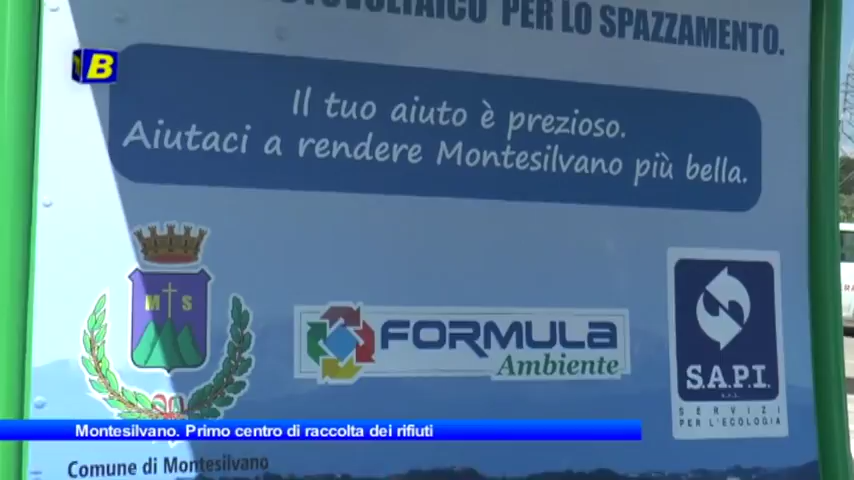 PER LO SPAZZAMENTO.
B
Il tuo aiuto è prezioso.
Aiutaci a rendere Montesilvano più bella.
M S
FORMULA
Ambiente
S.A.P.I.
s.r.l.
SERVIZI
PER L'ECOLOGIA
Montesilvano. Primo centro di raccolta dei rifiuti
Comune di Montesilvano